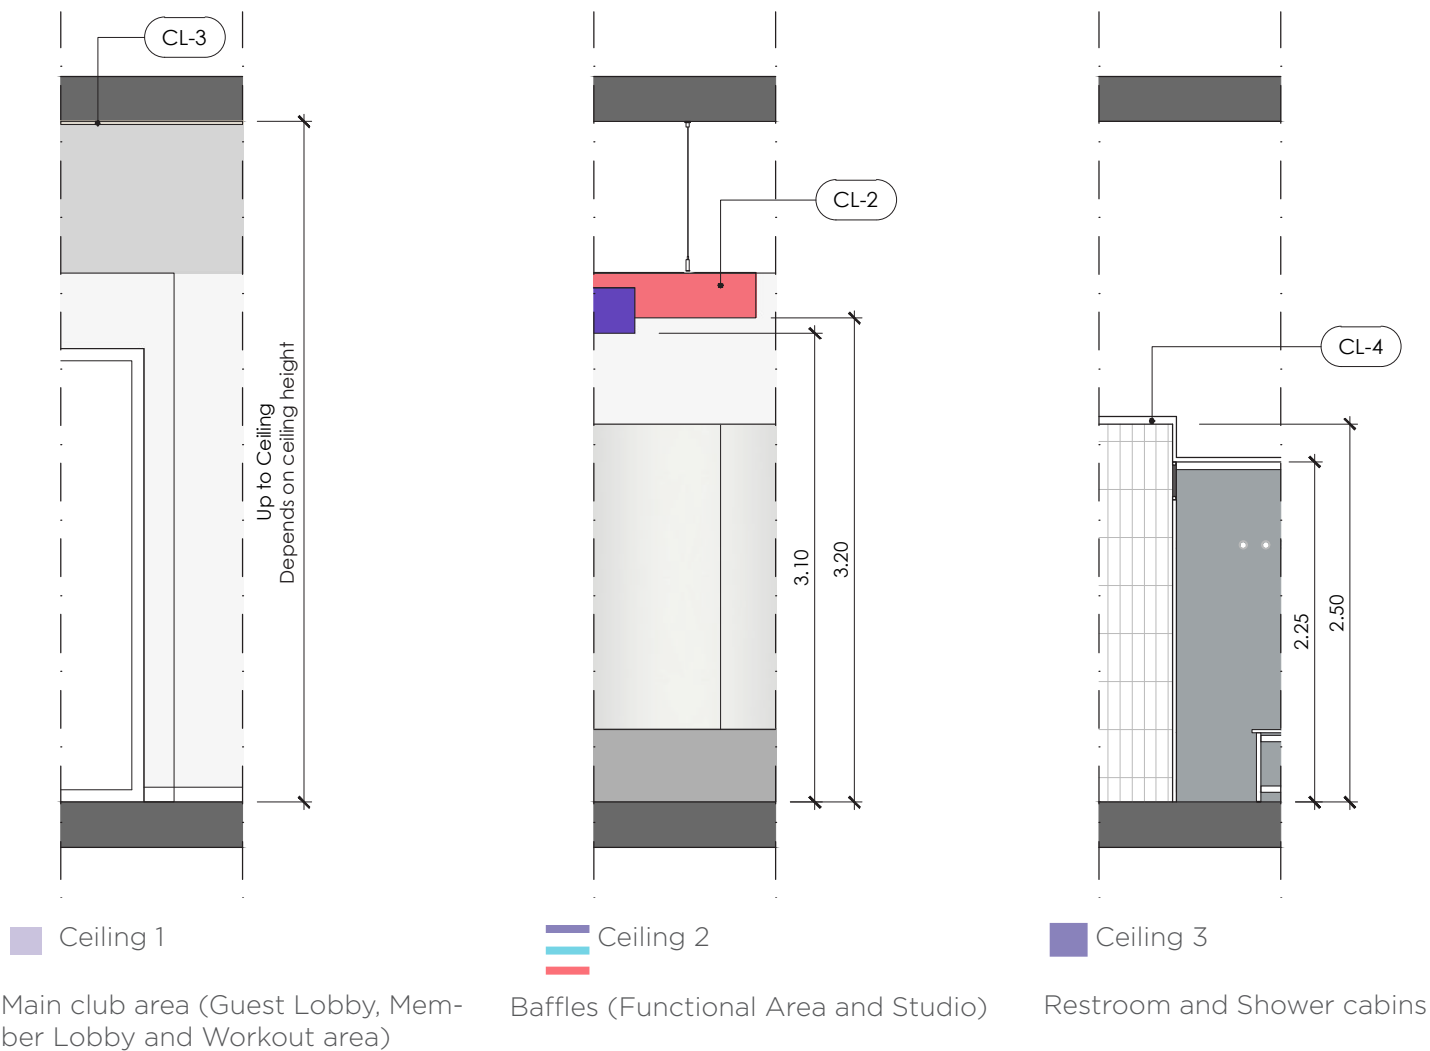 CL-3
CL-2
CL-4
Up to Ceiling
Depends on ceiling height
3.10
3.20
2.25
2.50
Ceiling 1
Ceiling 2
Ceiling 3
Main club area (Guest Lobby, Mem-
ber Lobby and Workout area)
Baffles (Functional Area and Studio)
Restroom and Shower cabins